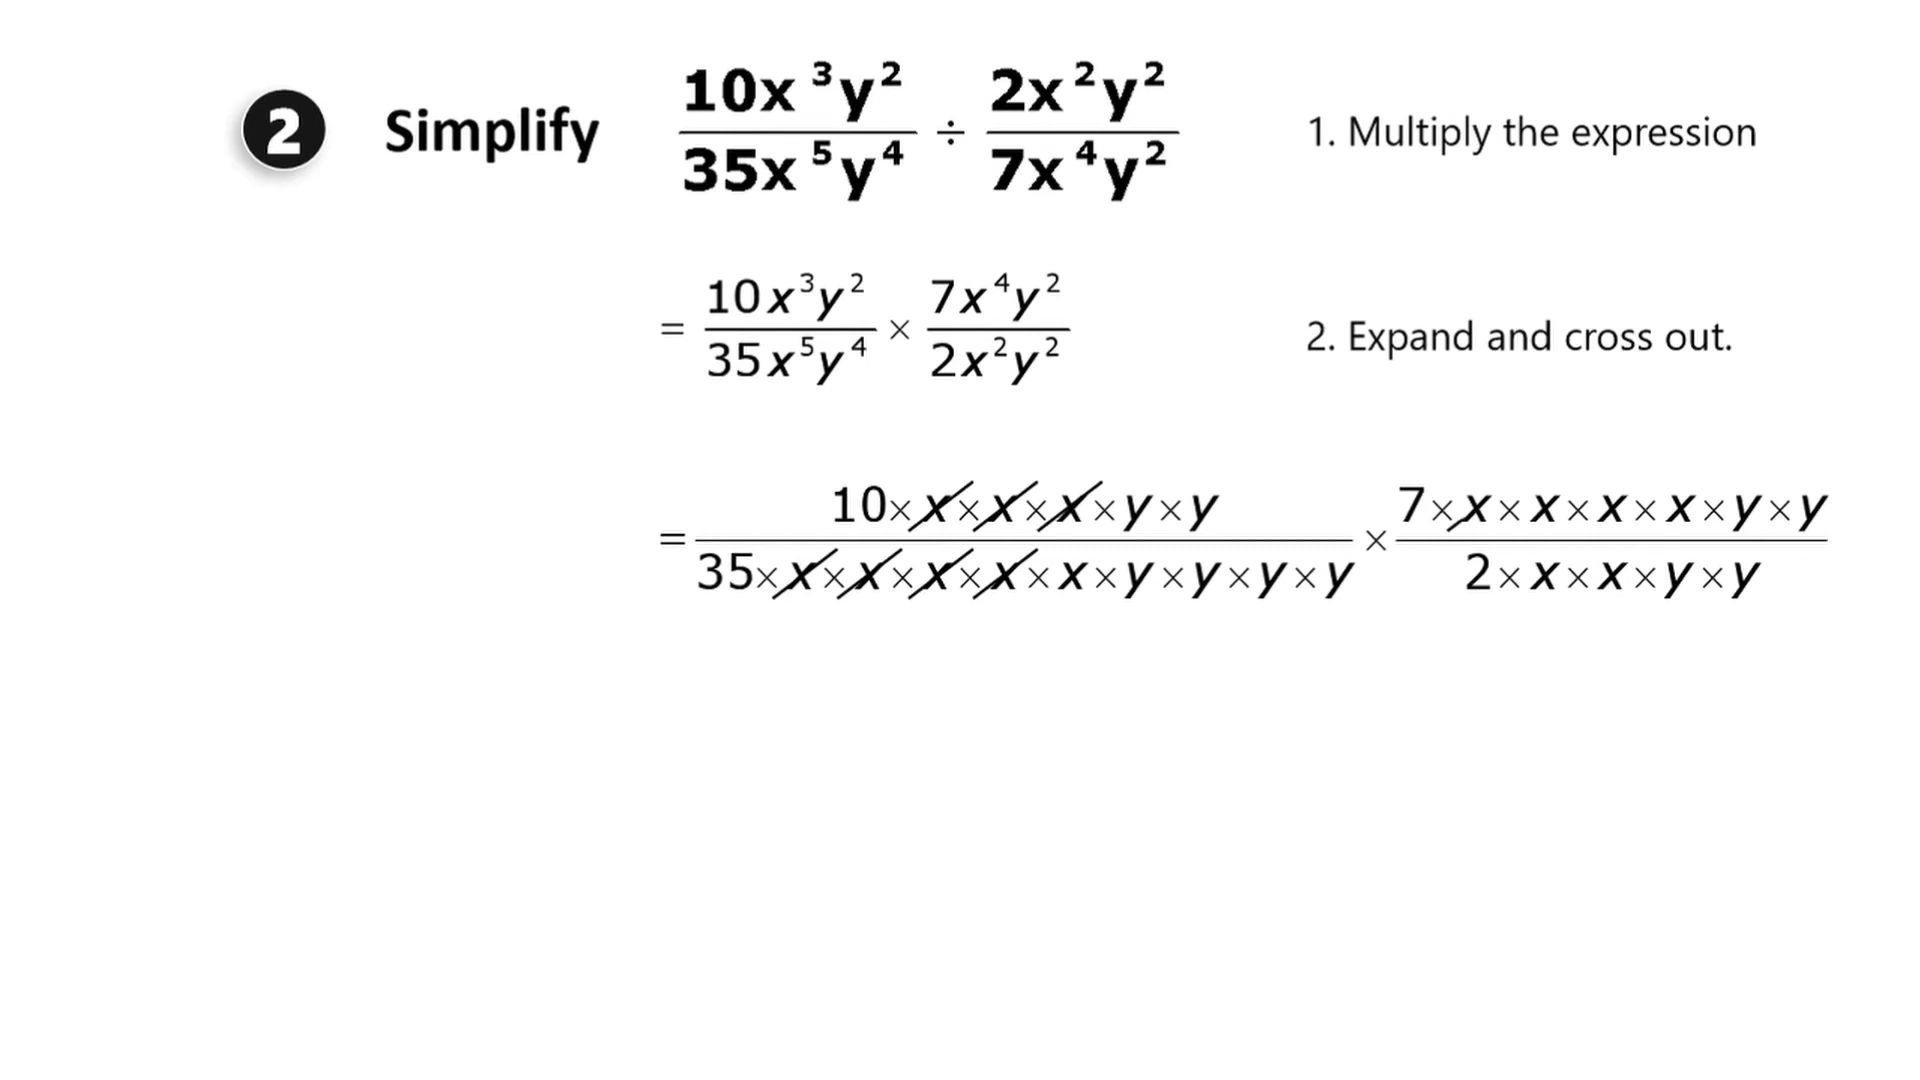 2 Simplify 10x³y² / 35x⁵y⁴ ÷ 2x²y² / 7x⁴y² 1. Multiply the expression
= 10x³y² / 35x⁵y⁴ × 7x⁴y² / 2x²y² 2. Expand and cross out.
= 10×x×x×x×y×y / 35×x×x×x×x×x×y×y×y×y × 7×x×x×x×x×y×y / 2×x×x×y×y